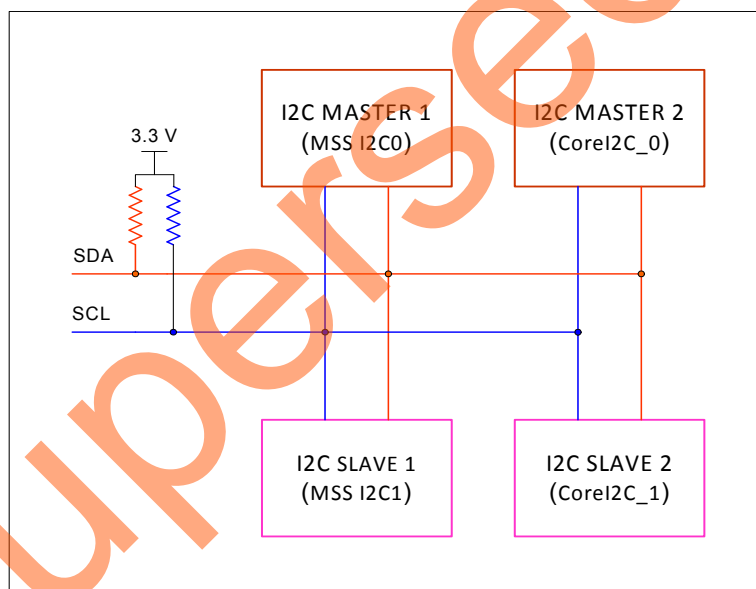 I2C MASTER 1
(MSS I2C0)
I2C MASTER 2
(CoreI2C_0)
3.3 V
SDA
SCL
I2C SLAVE 1
(MSS I2C1)
I2C SLAVE 2
(CoreI2C_1)
uperse